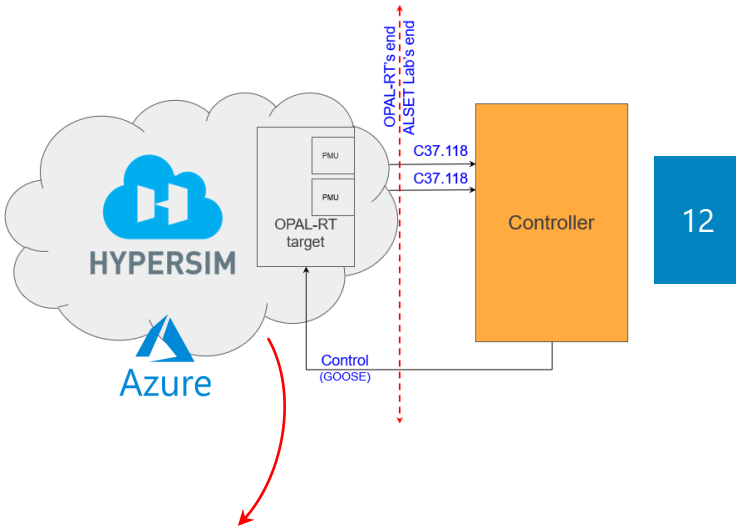 OPAL-RT's end
ALSET Lab's end
C37.118
C37.118
PMU
PMU
OPAL-RT
target
HYPERSIM
Controller
12
Azure
Control
(GOOSE)